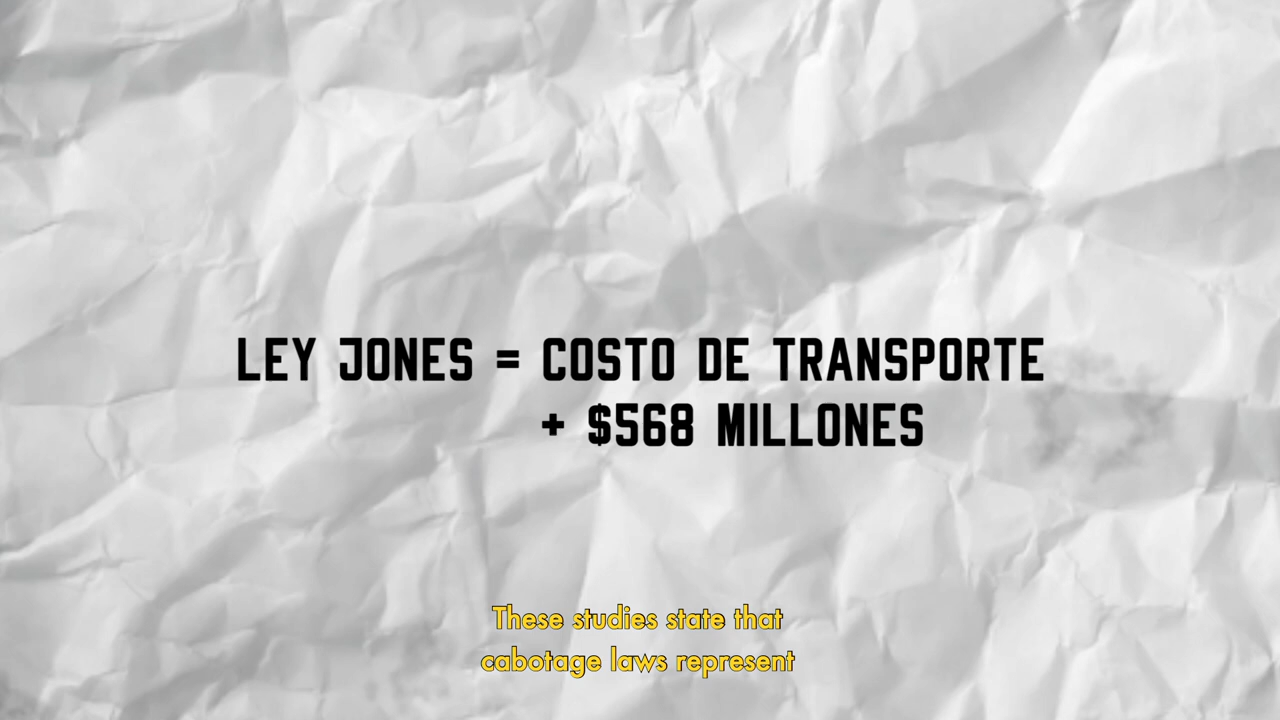 LEY JONES = COSTO DE TRANSPORTE
+ $568 MILLONES
These studies state that
cabotage laws represent